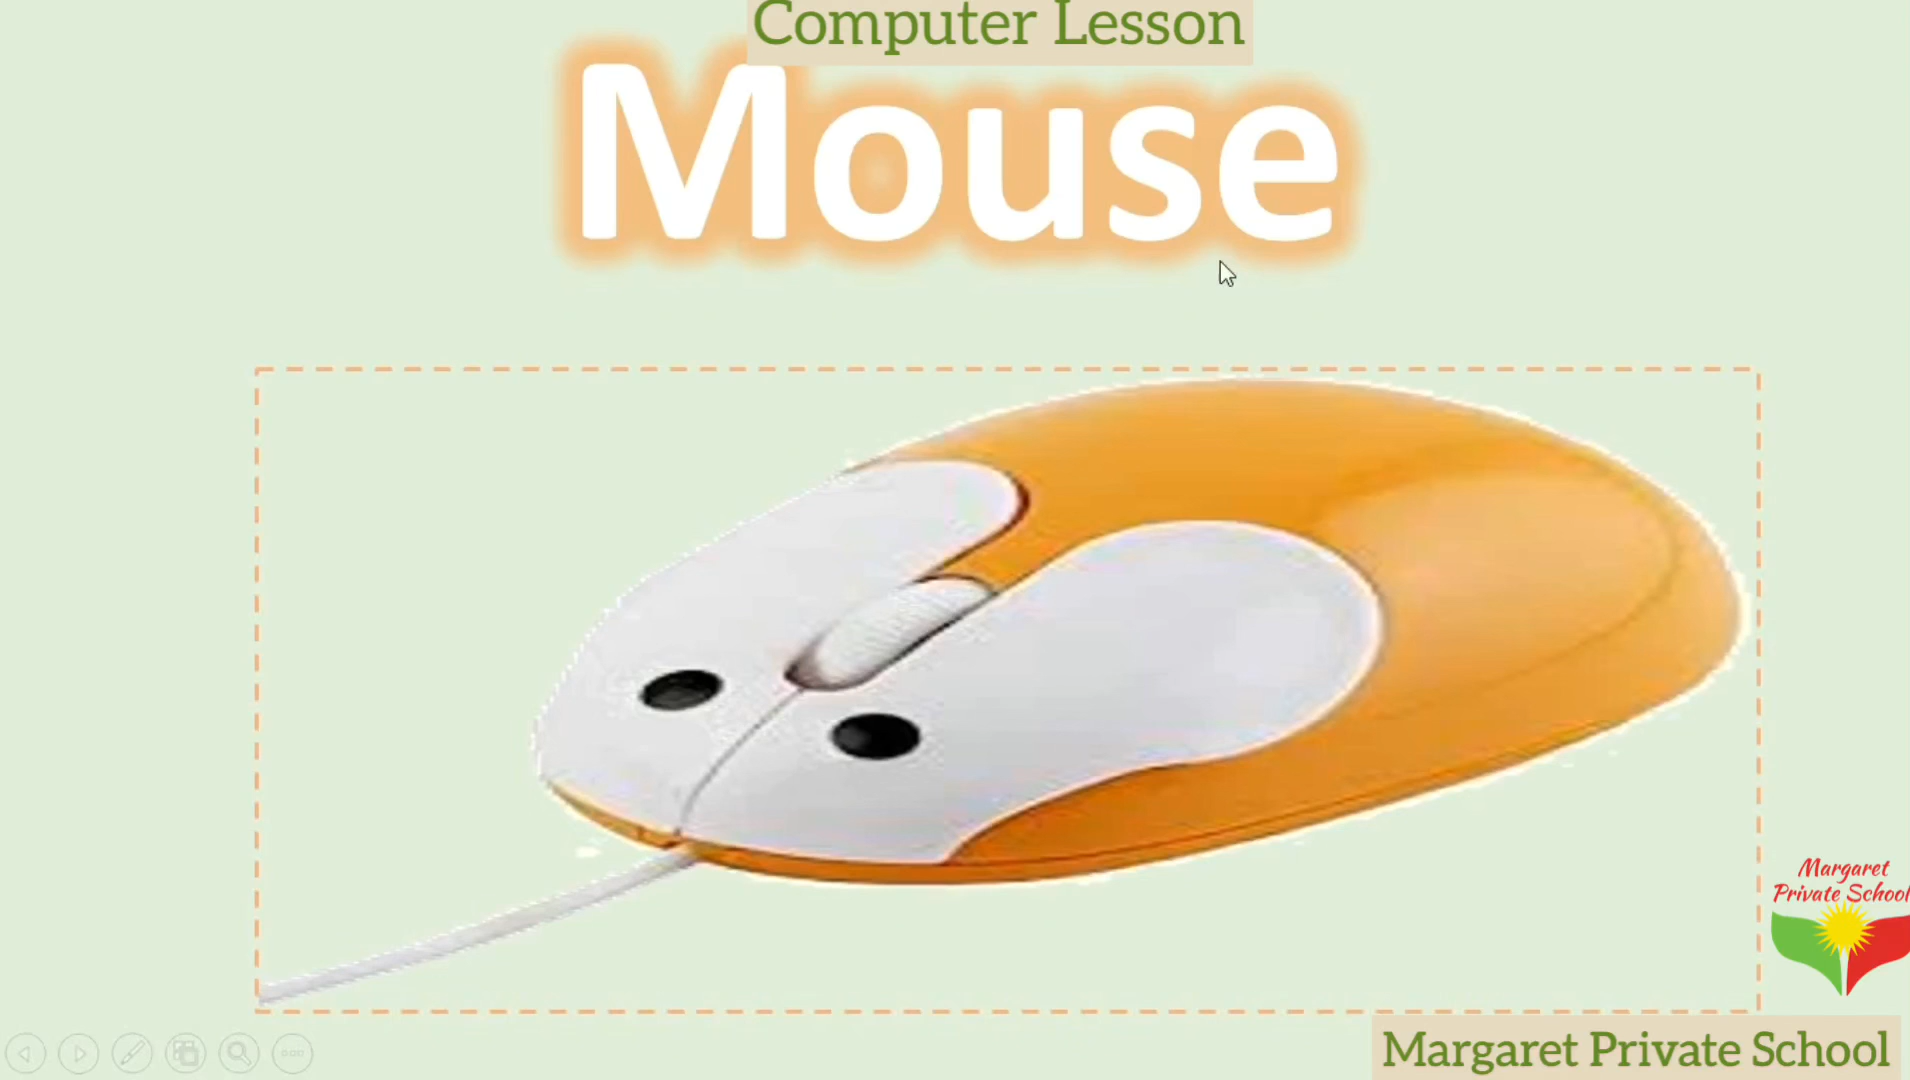 Computer Lesson
Mouse
Margaret
Private School
Margaret Private School